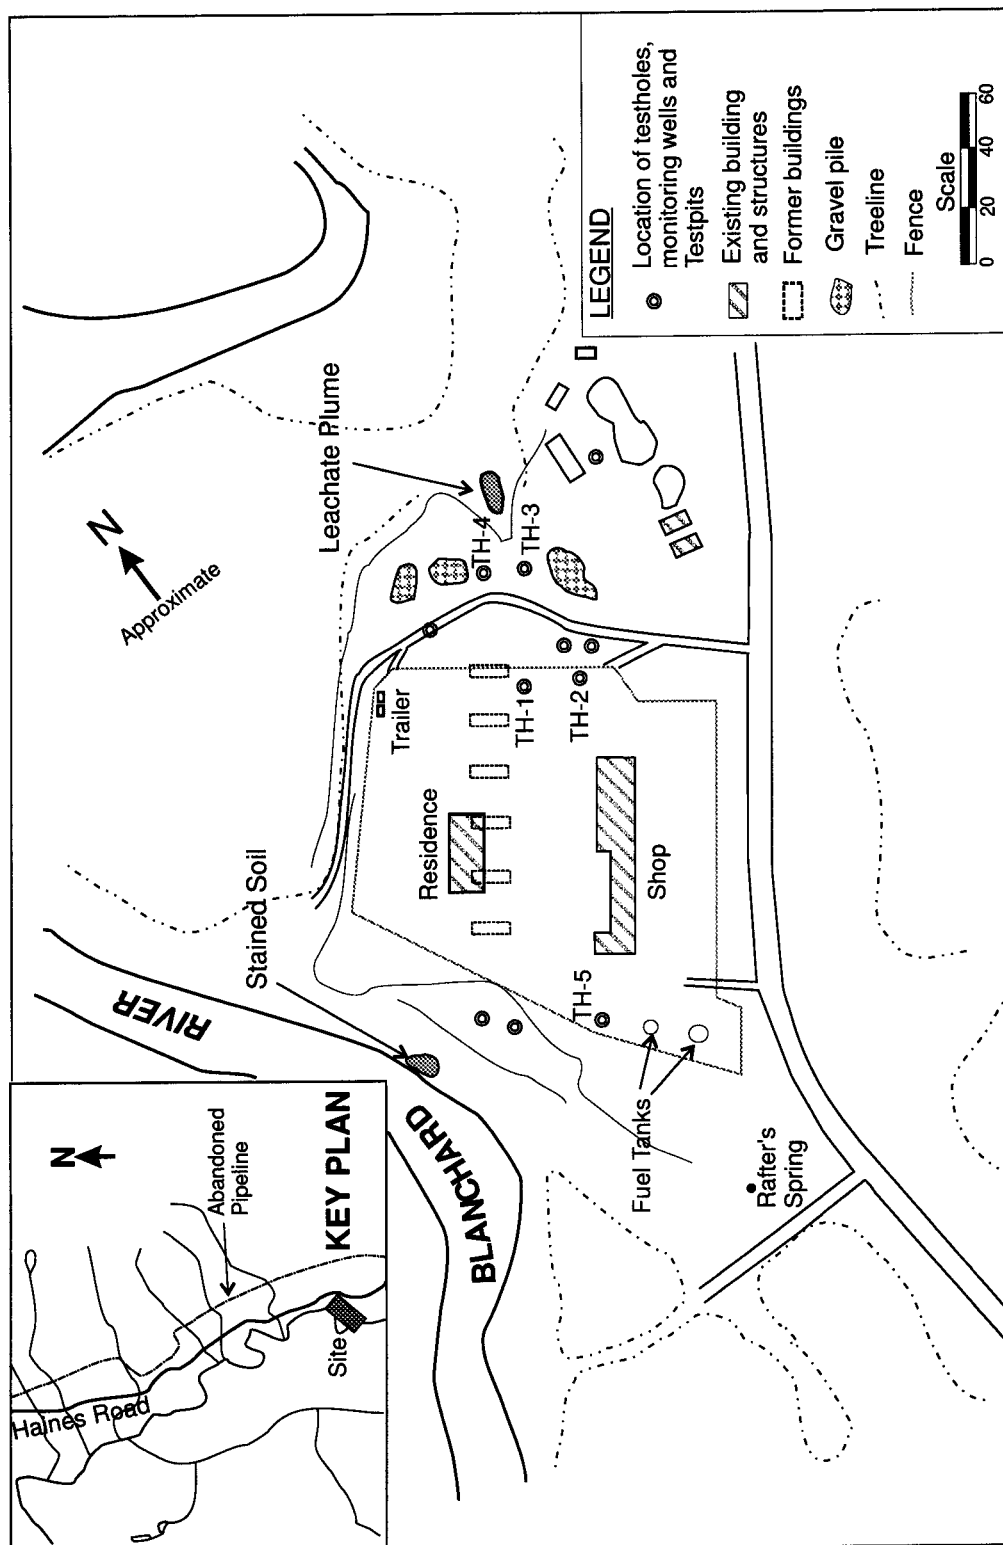 N
Abandoned
Pipeline
Haines Road
Site
KEY PLAN
RIVER
BLANCHARD
Stained Soil
N
Approximate
Leachate Plume
Residence
Trailer
TH-4
TH-3
TH-1
TH-2
Shop
TH-5
Fuel Tanks
Rafter's
Spring
LEGEND
Location of testholes,
monitoring wells and
Testpits
Existing building
and structures
Former buildings
Gravel pile
Treeline
Fence
Scale
0 20 40 60